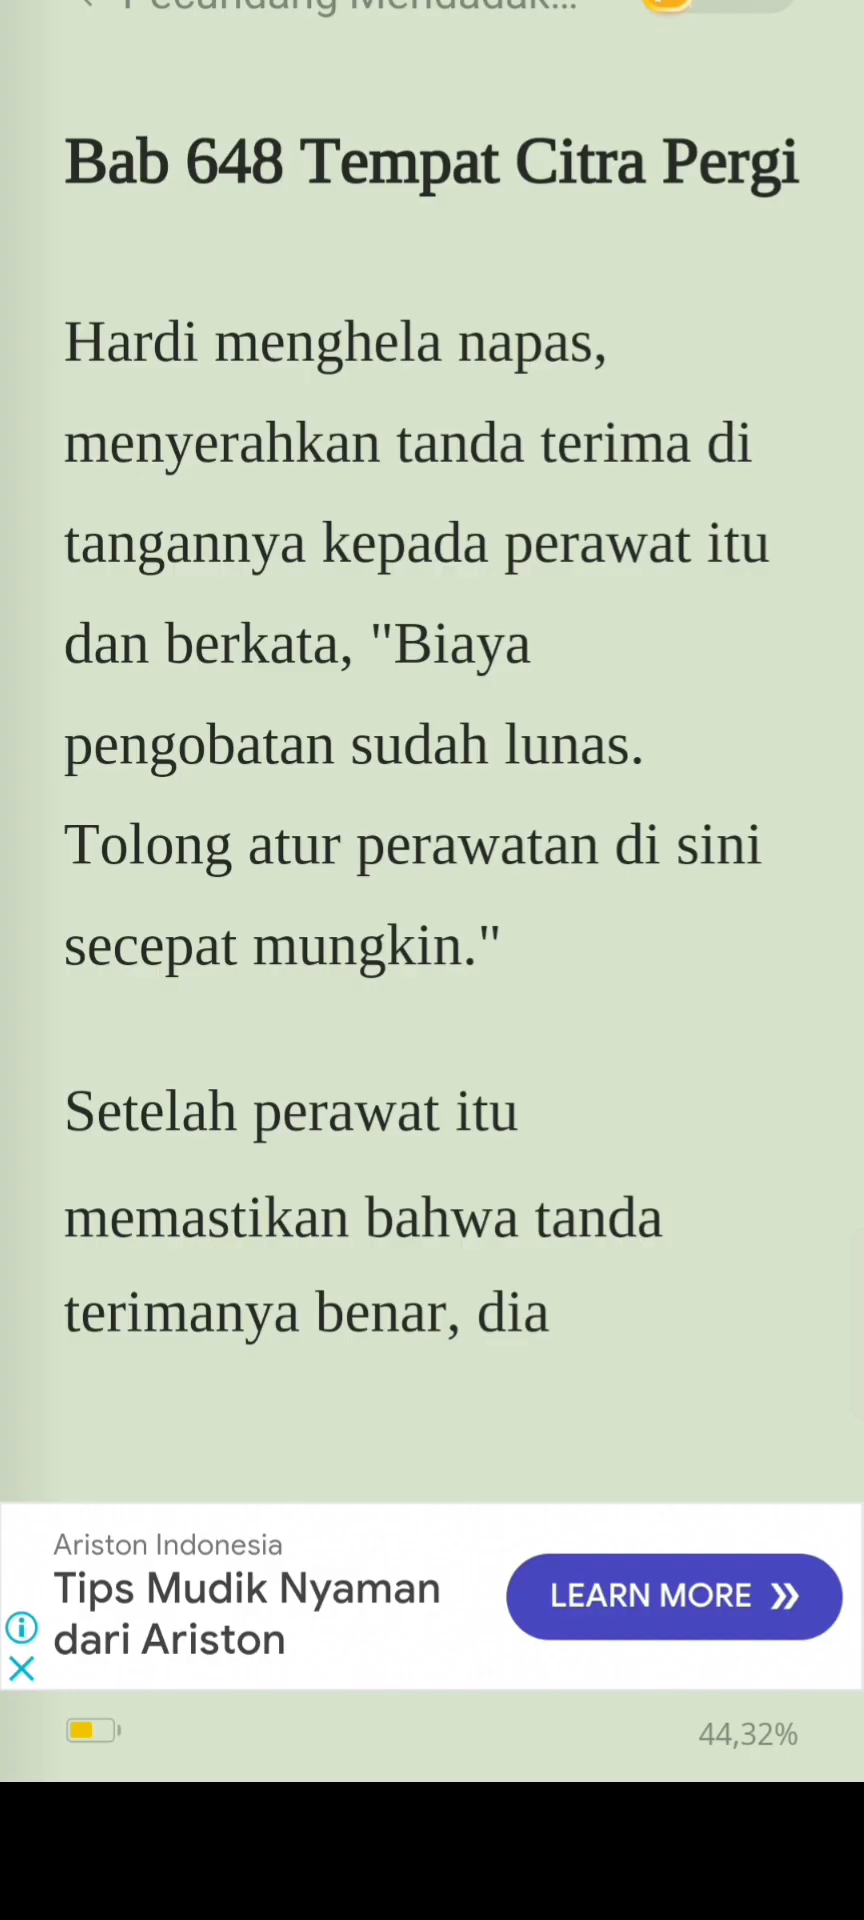 Bab 648 Tempat Citra Pergi
Hardi menghela napas,
menyerahkan tanda terima di
tangannya kepada perawat itu
dan berkata, "Biaya
pengobatan sudah lunas.
Tolong atur perawatan di sini
secepat mungkin."
Setelah perawat itu
memastikan bahwa tanda
terimanya benar, dia
Ariston Indonesia
Tips Mudik Nyaman
dari Ariston
LEARN MORE
44,32%